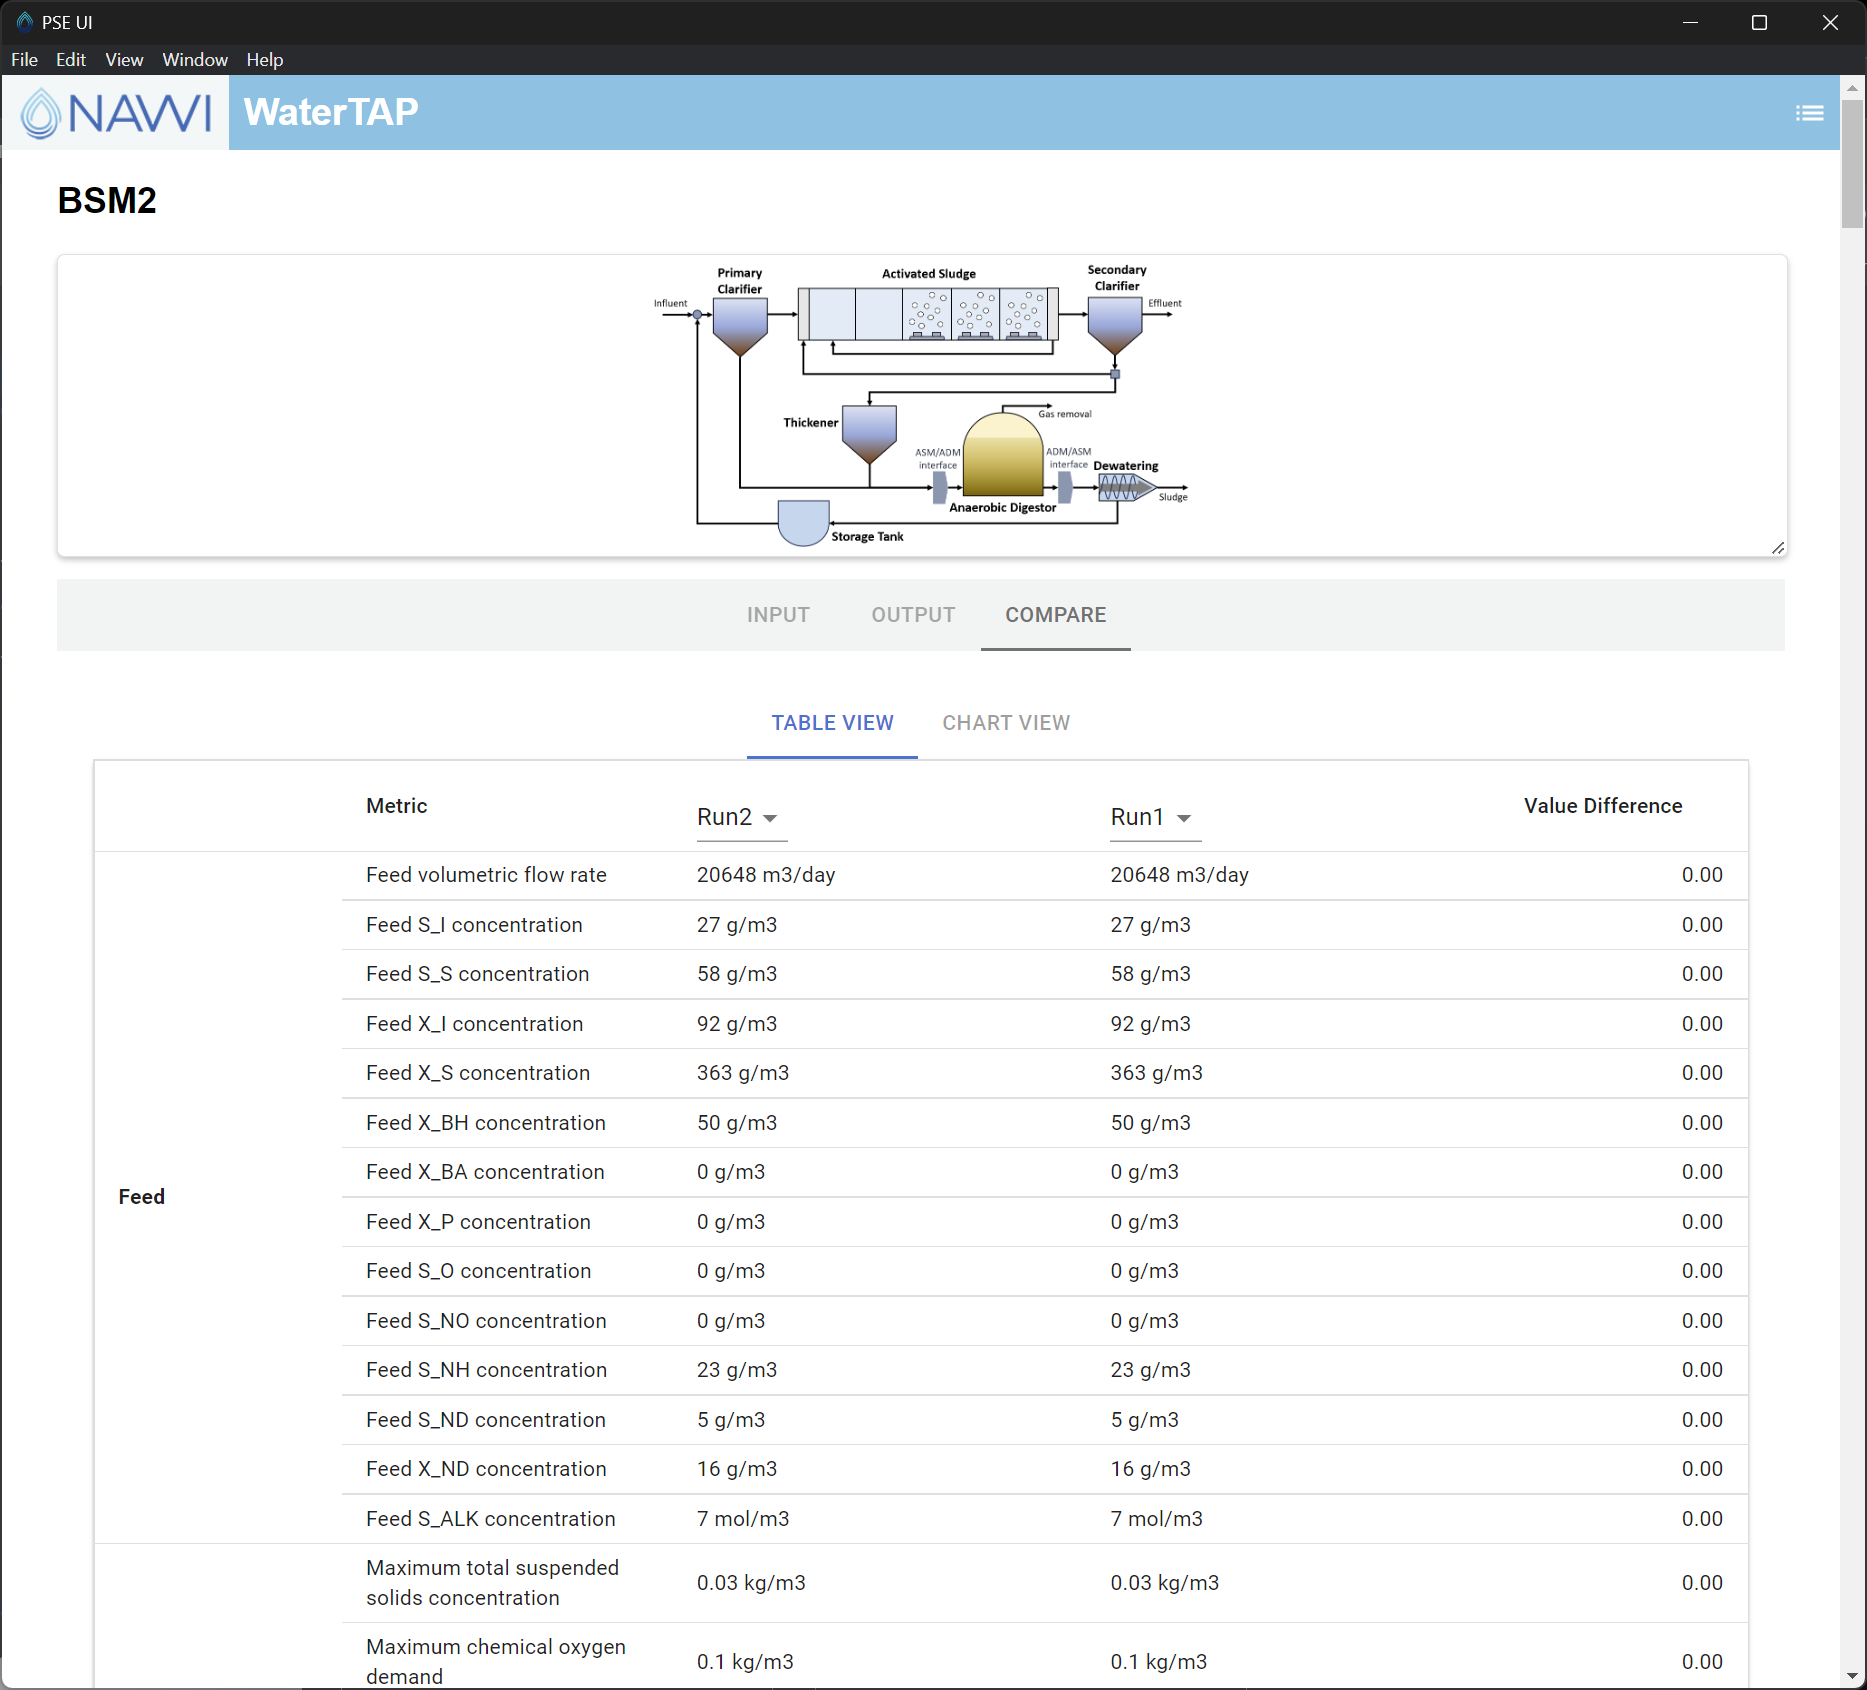 PSE UI
File Edit View Window Help
NAWI WaterTAP
BSM2
Primary
Clarifier
Activated Sludge
Secondary
Clarifier
Influent
Effluent
Thickener
Gas removal
ASM/ADM
interface
ADM/ASM
interface
Dewatering
Sludge
Anaerobic Digestor
Storage Tank
INPUT OUTPUT COMPARE
TABLE VIEW CHART VIEW
Metric Run2 Run1 Value Difference
Feed
Feed volumetric flow rate 20648 m3/day 20648 m3/day 0.00
Feed S_I concentration 27 g/m3 27 g/m3 0.00
Feed S_S concentration 58 g/m3 58 g/m3 0.00
Feed X_I concentration 92 g/m3 92 g/m3 0.00
Feed X_S concentration 363 g/m3 363 g/m3 0.00
Feed X_BH concentration 50 g/m3 50 g/m3 0.00
Feed X_BA concentration 0 g/m3 0 g/m3 0.00
Feed X_P concentration 0 g/m3 0 g/m3 0.00
Feed S_O concentration 0 g/m3 0 g/m3 0.00
Feed S_NO concentration 0 g/m3 0 g/m3 0.00
Feed S_NH concentration 23 g/m3 23 g/m3 0.00
Feed S_ND concentration 5 g/m3 5 g/m3 0.00
Feed X_ND concentration 16 g/m3 16 g/m3 0.00
Feed S_ALK concentration 7 mol/m3 7 mol/m3 0.00
Maximum total suspended
solids concentration 0.03 kg/m3 0.03 kg/m3 0.00
Maximum chemical oxygen
demand 0.1 kg/m3 0.1 kg/m3 0.00